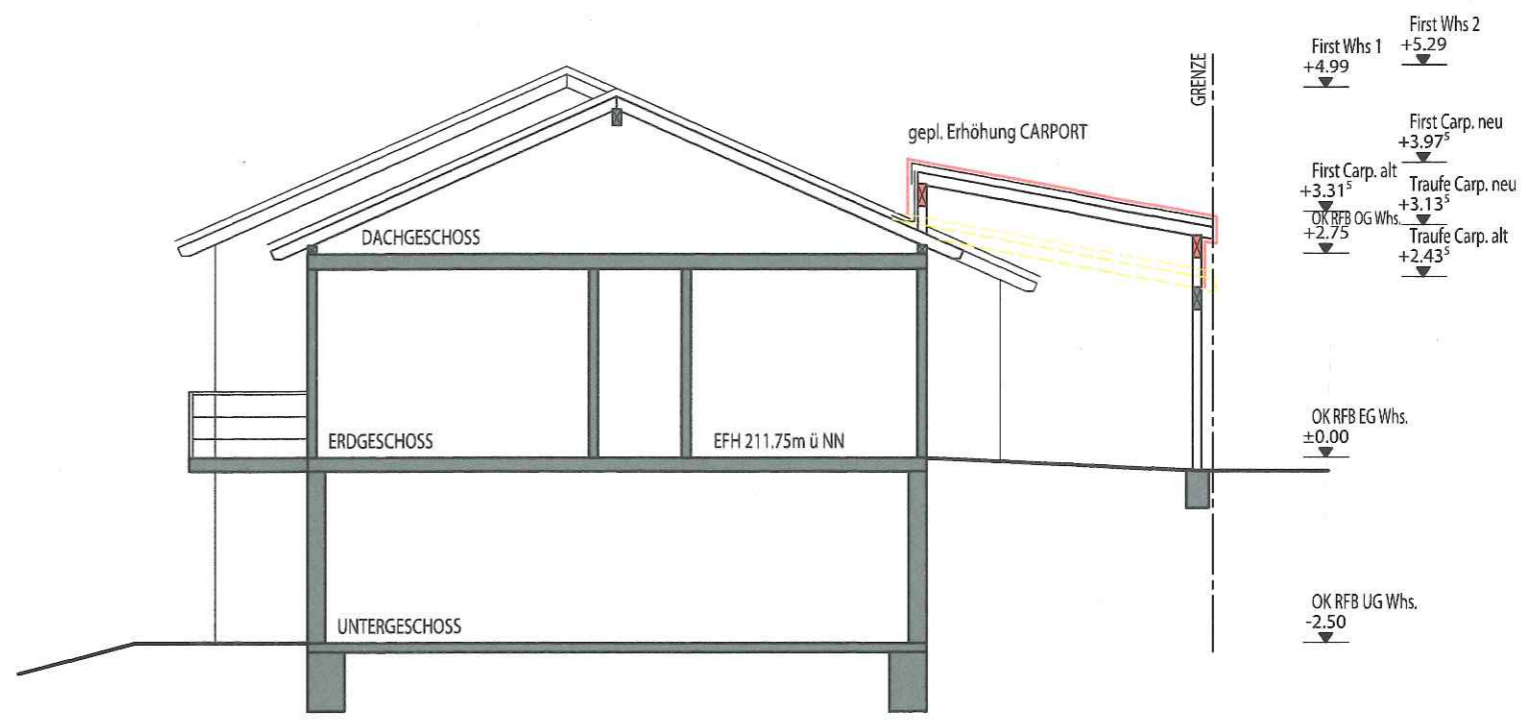 First Whs 2
+5.29
First Whs 1
+4.99
GRENZE
gepl. Erhöhung CARPORT
First Carp. neu
+3.97⁵
First Carp. alt
+3.31⁵
Traufe Carp. neu
+3.13⁵
OK RFB OG Whs.
+2.75
Traufe Carp. alt
+2.43⁵
DACHGESCHOSS
ERDGESCHOSS
EFH 211.75m ü NN
OK RFB EG Whs.
±0.00
UNTERGESCHOSS
OK RFB UG Whs.
-2.50